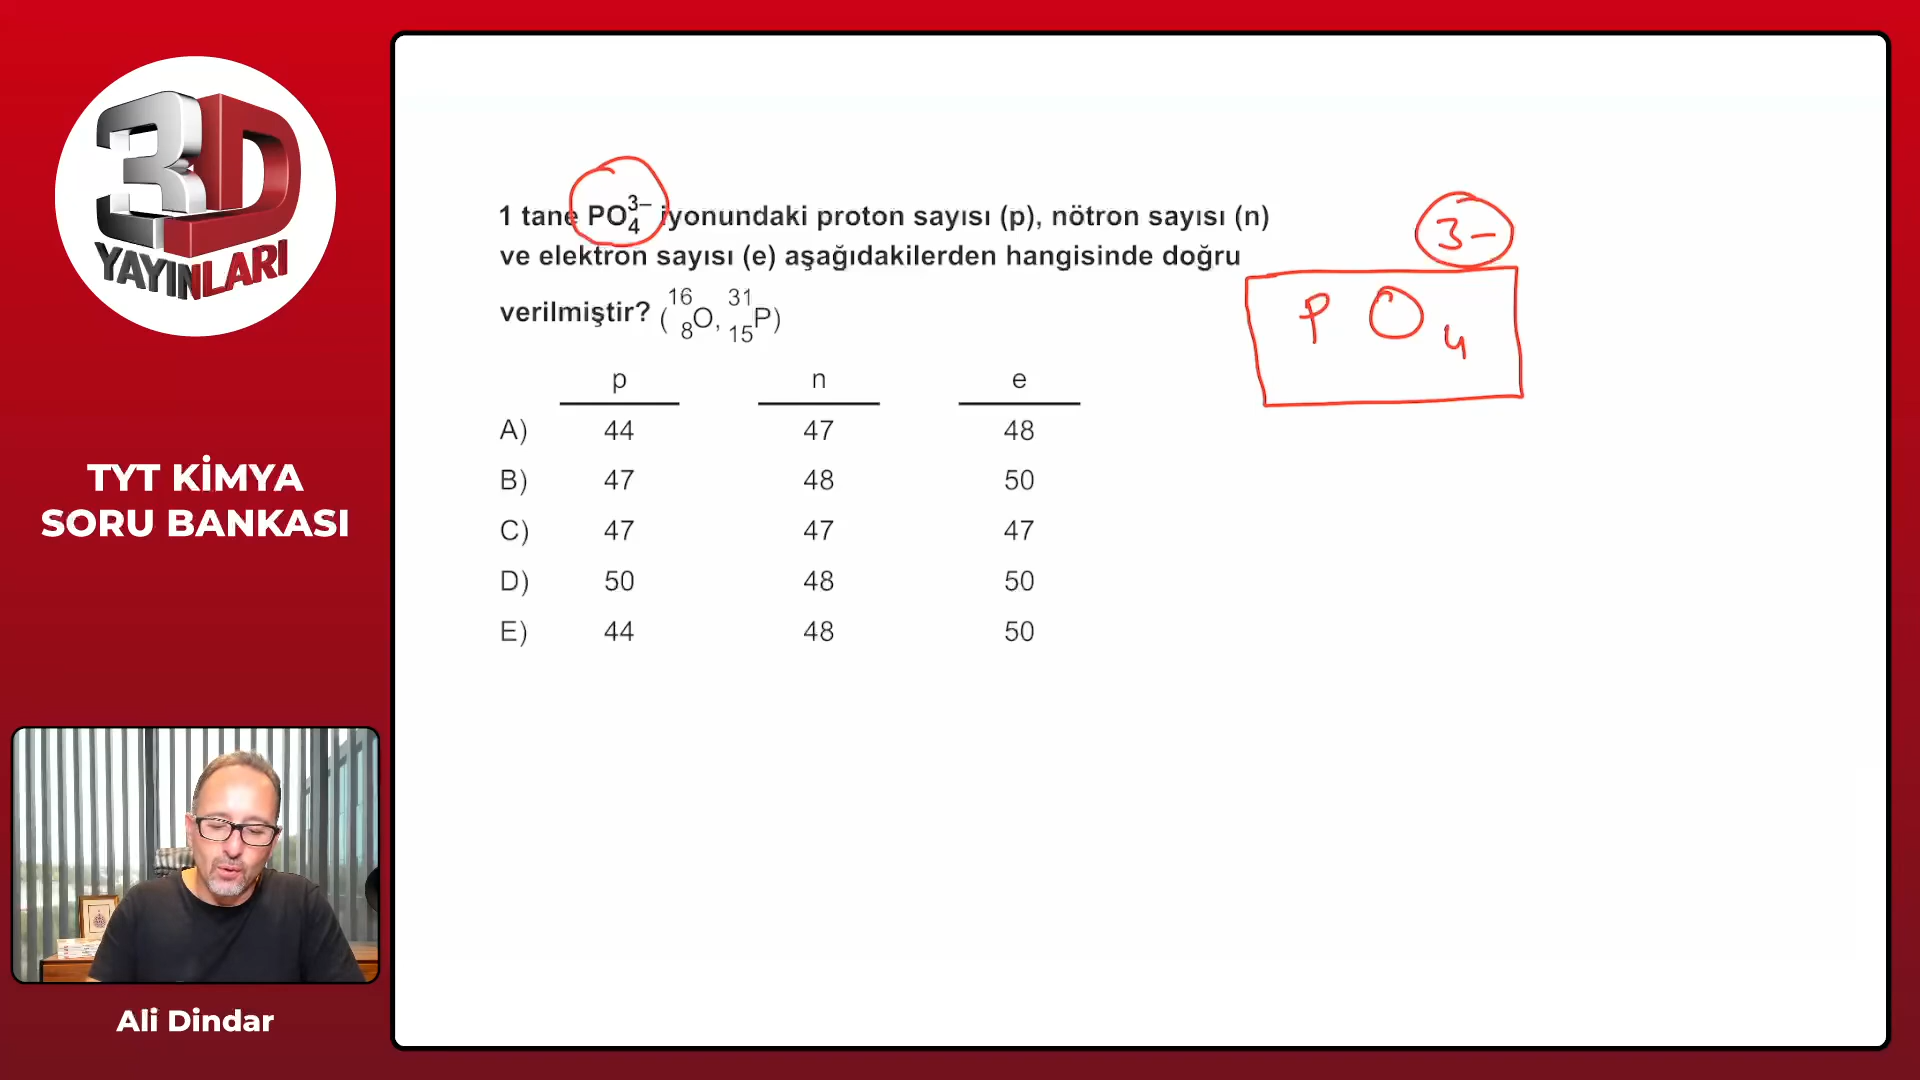 3D
YAYINLARI
TYT KİMYA
SORU BANKASI
Ali Dindar
1 tane PO₄³⁻ iyonundaki proton sayısı (p), nötron sayısı (n)
ve elektron sayısı (e) aşağıdakilerden hangisinde doğru
verilmiştir? (¹⁶₈O, ³¹₁₅P)
p n e
A) 44 47 48
B) 47 48 50
C) 47 47 47
D) 50 48 50
E) 44 48 50
3−
PO₄